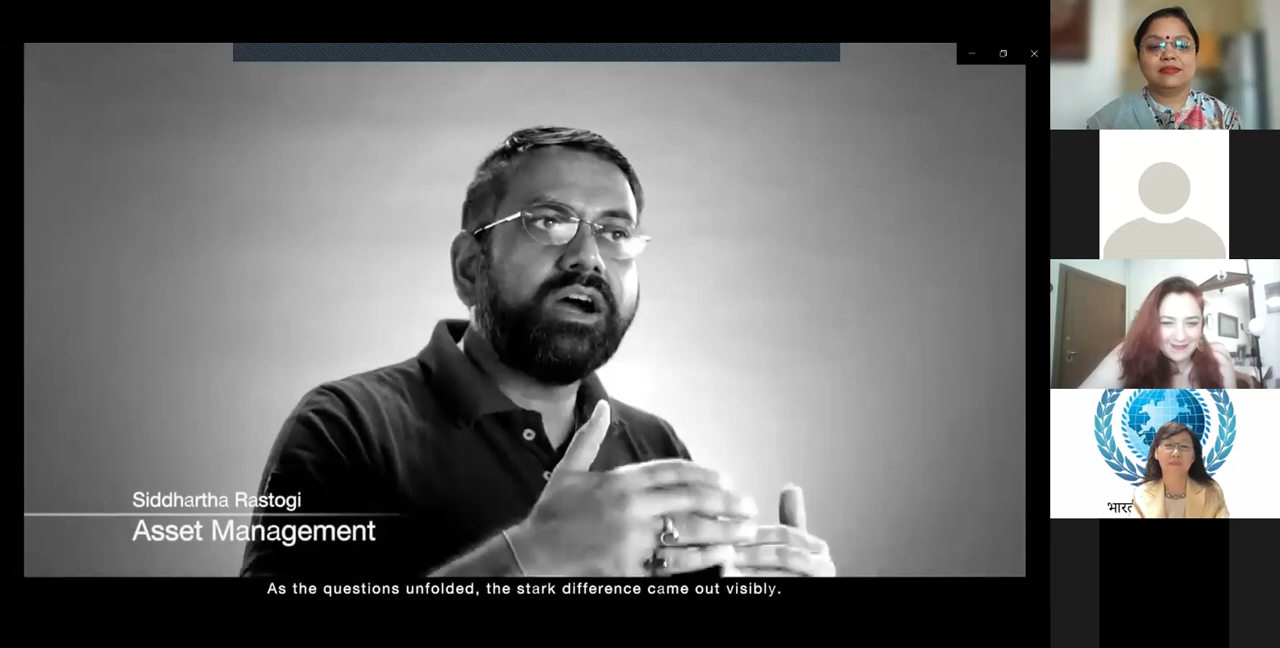 Siddhartha Rastogi
Asset Management
As the questions unfolded, the stark difference came out visibly.
भारत